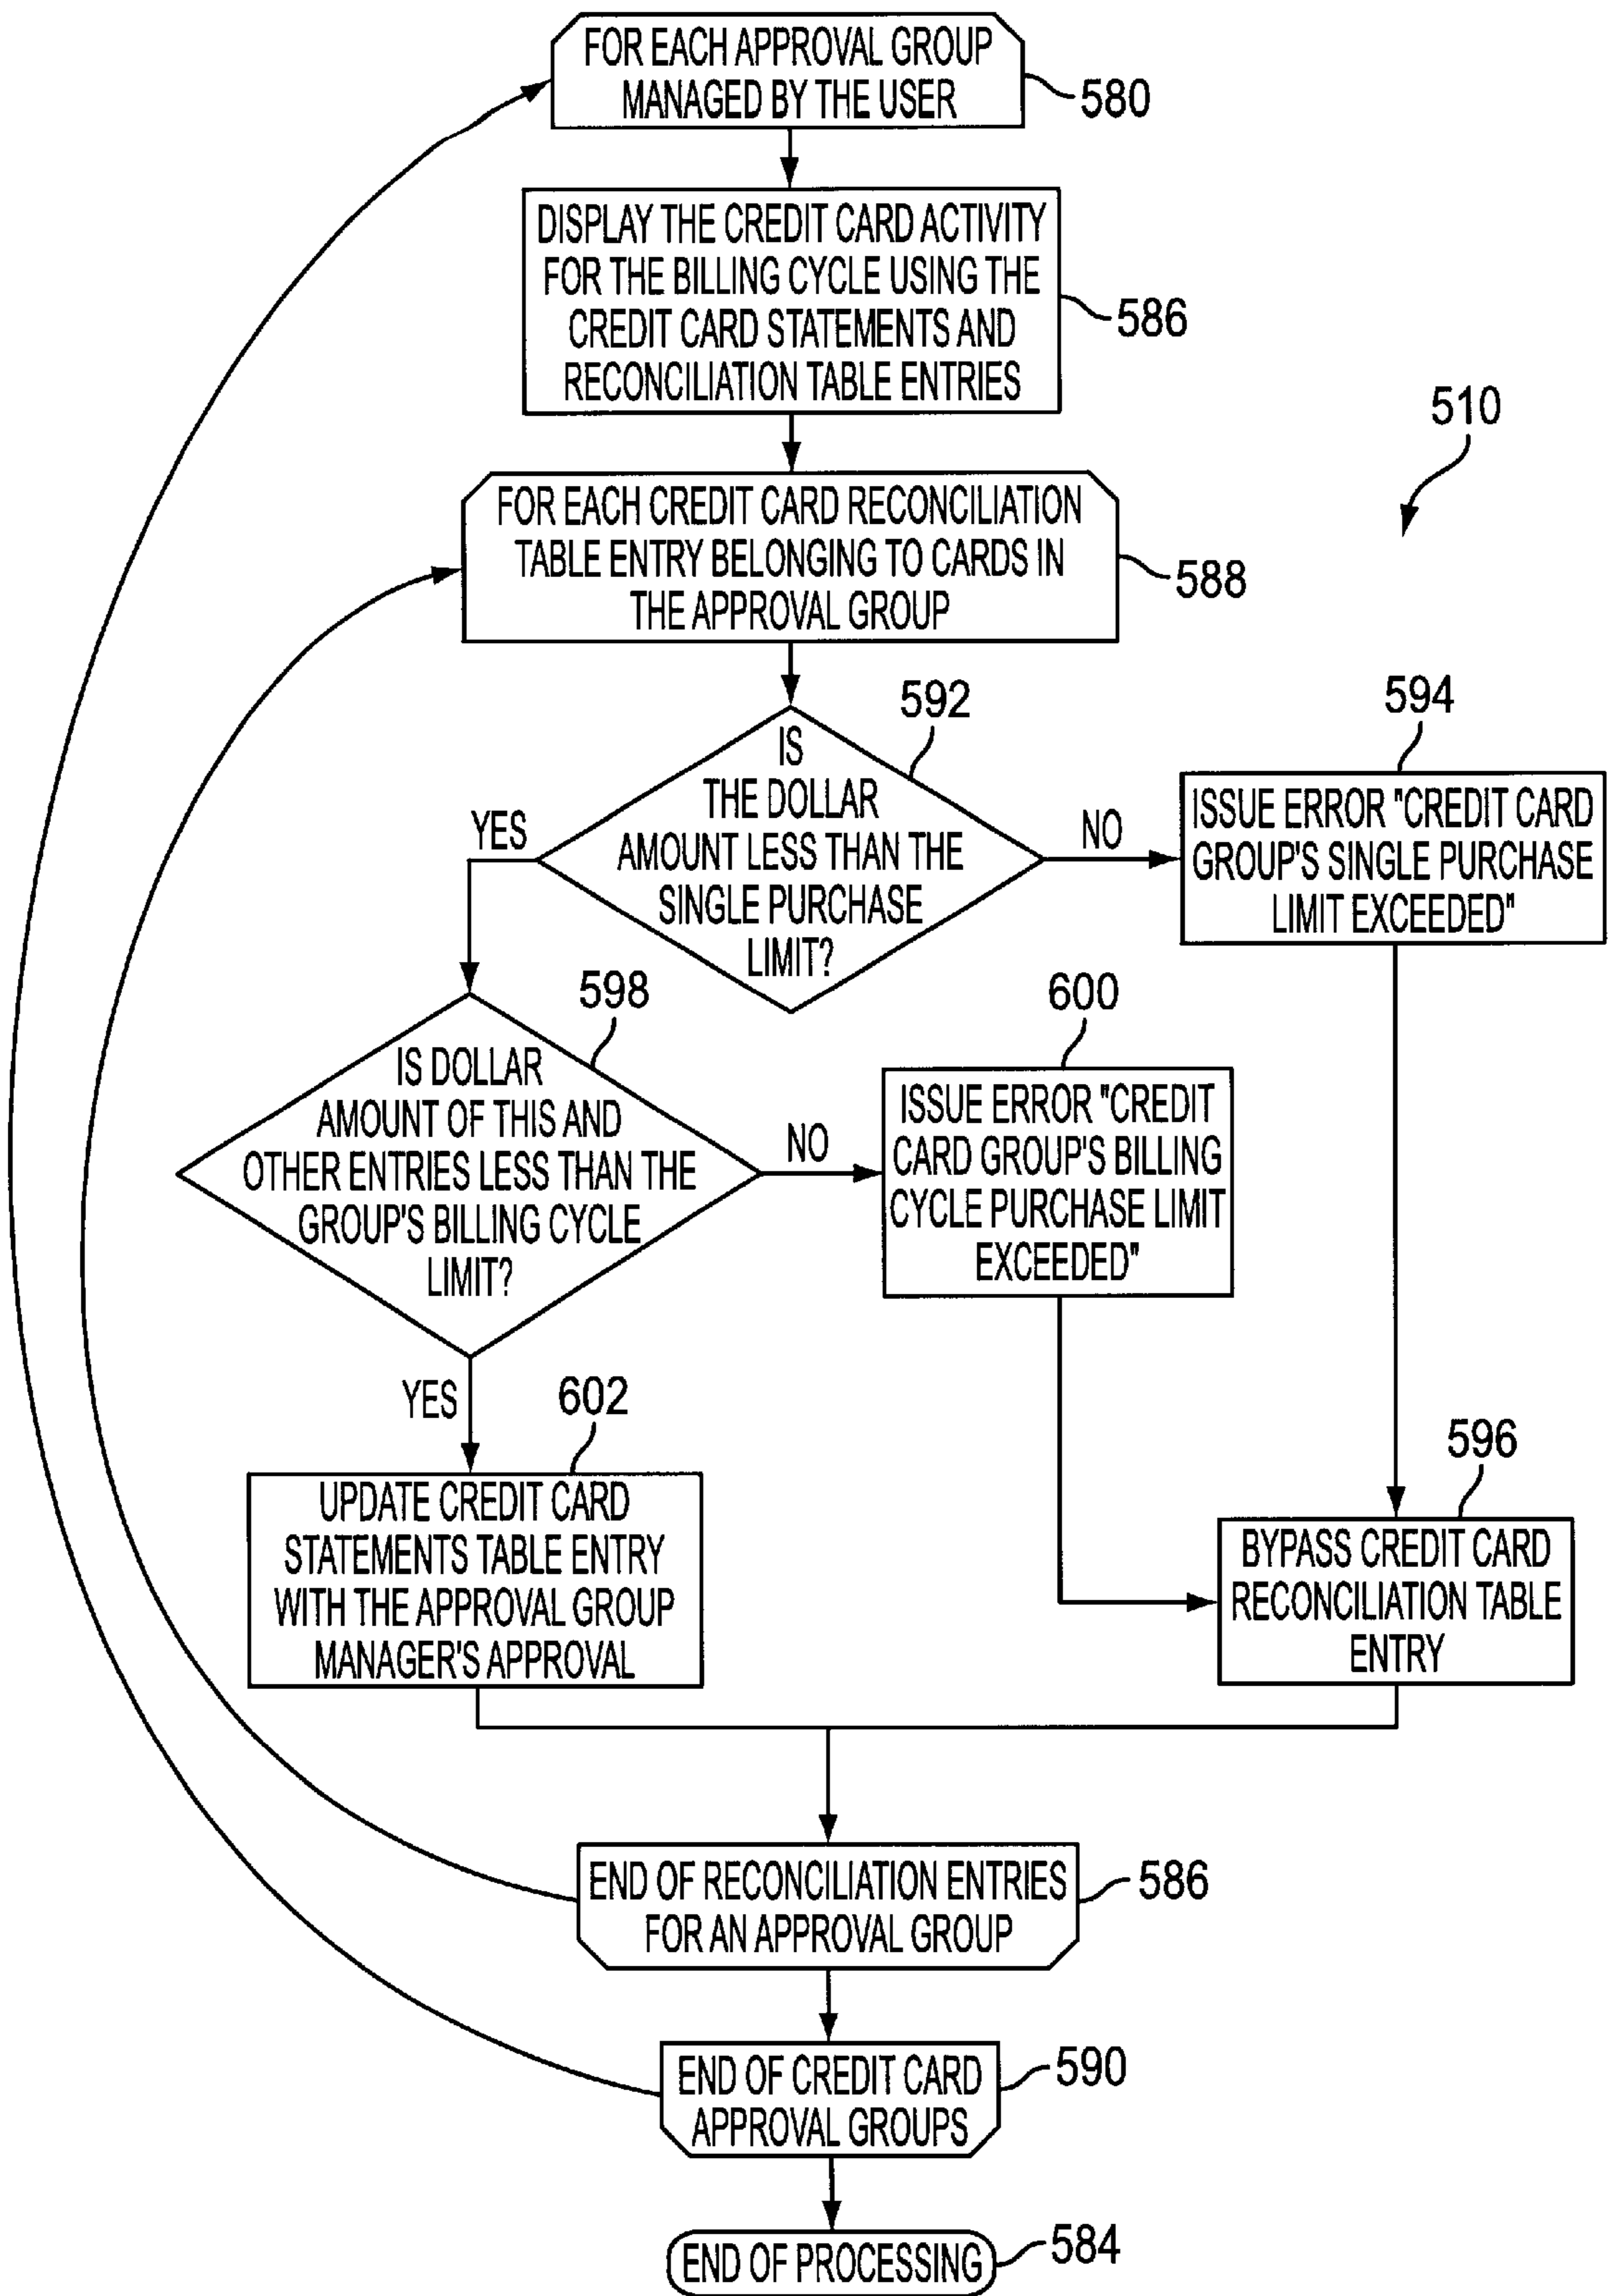 FOR EACH APPROVAL GROUP
MANAGED BY THE USER
580
DISPLAY THE CREDIT CARD ACTIVITY
FOR THE BILLING CYCLE USING THE
CREDIT CARD STATEMENTS AND
RECONCILIATION TABLE ENTRIES
586
510
FOR EACH CREDIT CARD RECONCILIATION
TABLE ENTRY BELONGING TO CARDS IN
THE APPROVAL GROUP
588
592
IS
THE DOLLAR
AMOUNT LESS THAN THE
SINGLE PURCHASE
LIMIT?
YES
NO
594
ISSUE ERROR "CREDIT CARD
GROUP'S SINGLE PURCHASE
LIMIT EXCEEDED"
598
IS DOLLAR
AMOUNT OF THIS AND
OTHER ENTRIES LESS THAN THE
GROUP'S BILLING CYCLE
LIMIT?
NO
600
ISSUE ERROR "CREDIT
CARD GROUP'S BILLING
CYCLE PURCHASE LIMIT
EXCEEDED"
YES
602
UPDATE CREDIT CARD
STATEMENTS TABLE ENTRY
WITH THE APPROVAL GROUP
MANAGER'S APPROVAL
596
BYPASS CREDIT CARD
RECONCILIATION TABLE
ENTRY
END OF RECONCILIATION ENTRIES
FOR AN APPROVAL GROUP
586
END OF CREDIT CARD
APPROVAL GROUPS
590
END OF PROCESSING
584